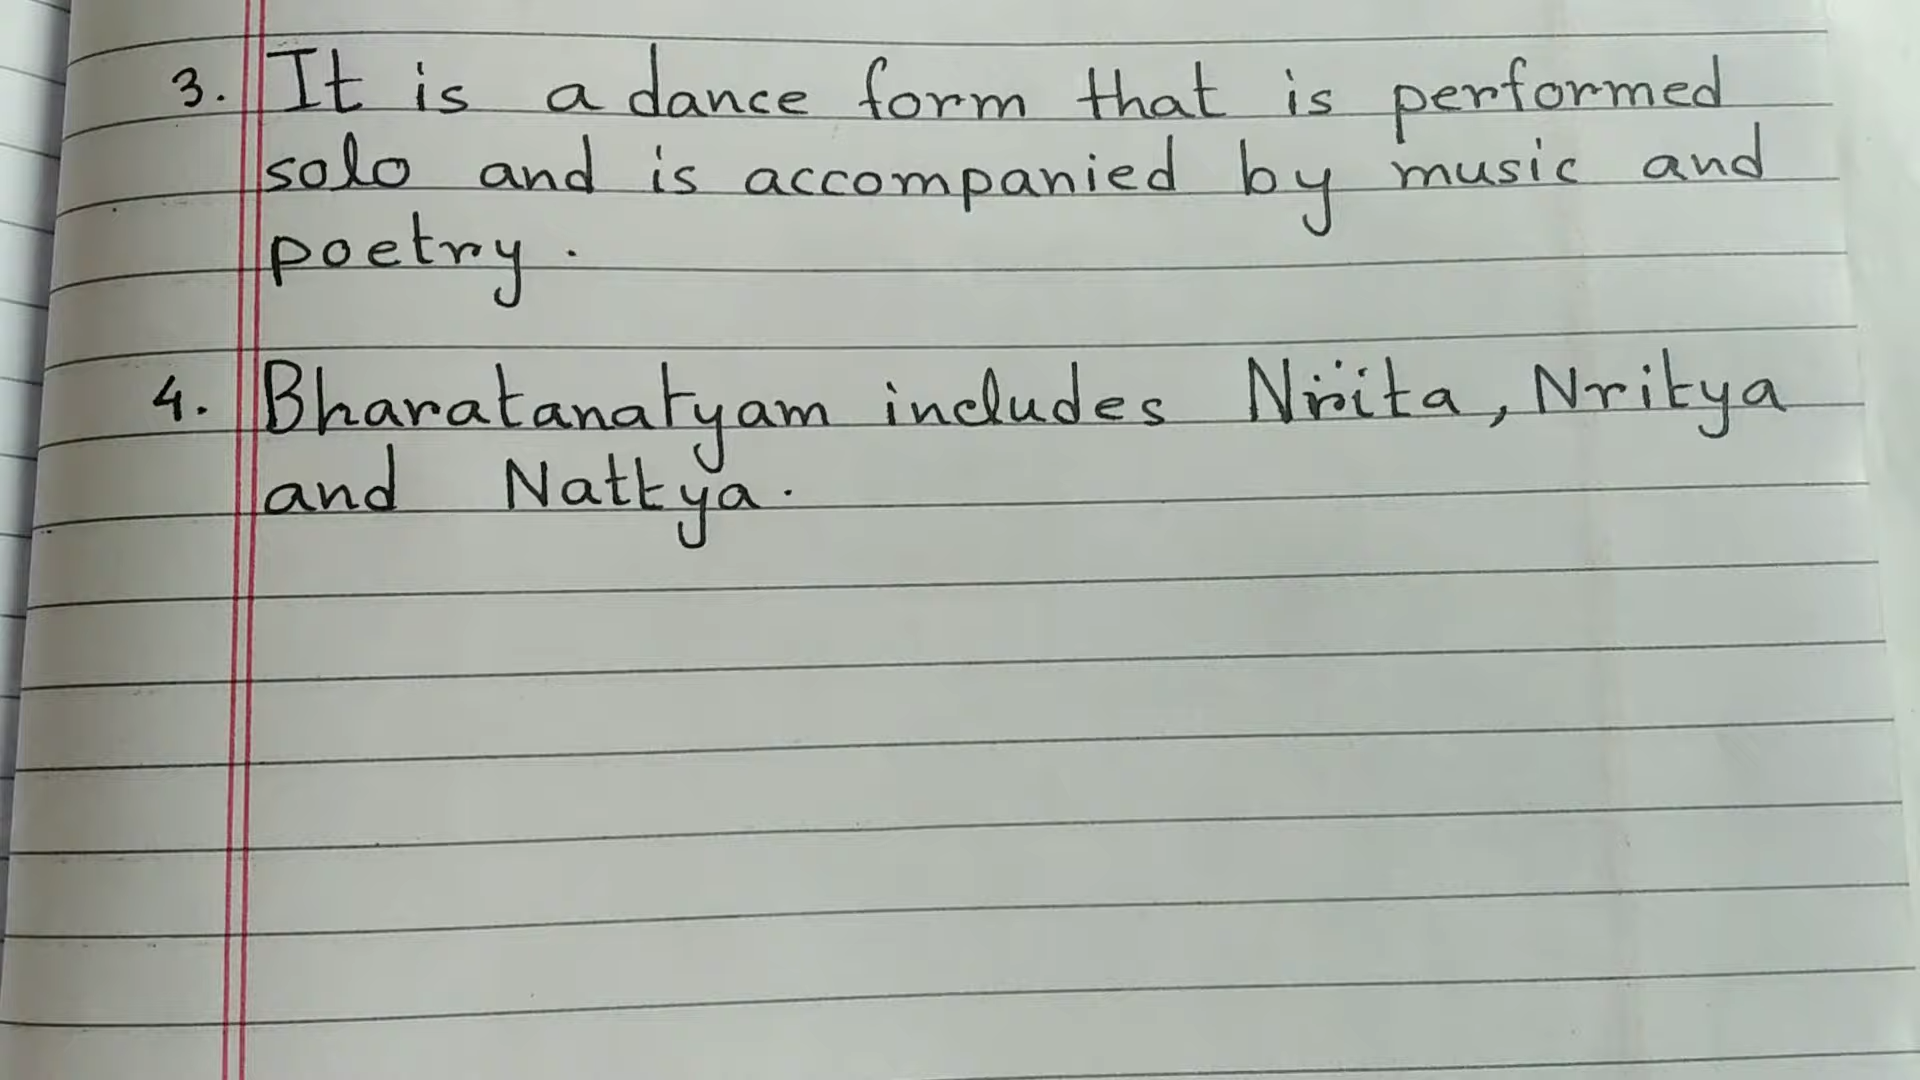 3. It is a dance form that is performed
solo and is accompanied by music and
poetry.
4. Bharatanatyam includes Nrita, Nritya
and Nattya.